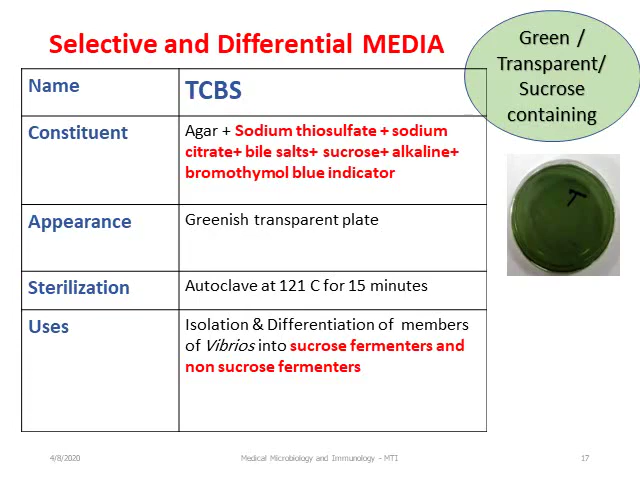 Selective and Differential MEDIA
Green /
Transparent/
Sucrose
containing
Name
TCBS
Constituent
Agar + Sodium thiosulfate + sodium
citrate+ bile salts+ sucrose+ alkaline+
bromothymol blue indicator
Appearance
Greenish transparent plate
Sterilization
Autoclave at 121 C for 15 minutes
Uses
Isolation & Differentiation of members
of Vibrios into sucrose fermenters and
non sucrose fermenters
T
4/8/2020
Medical Microbiology and Immunology - MTI
17